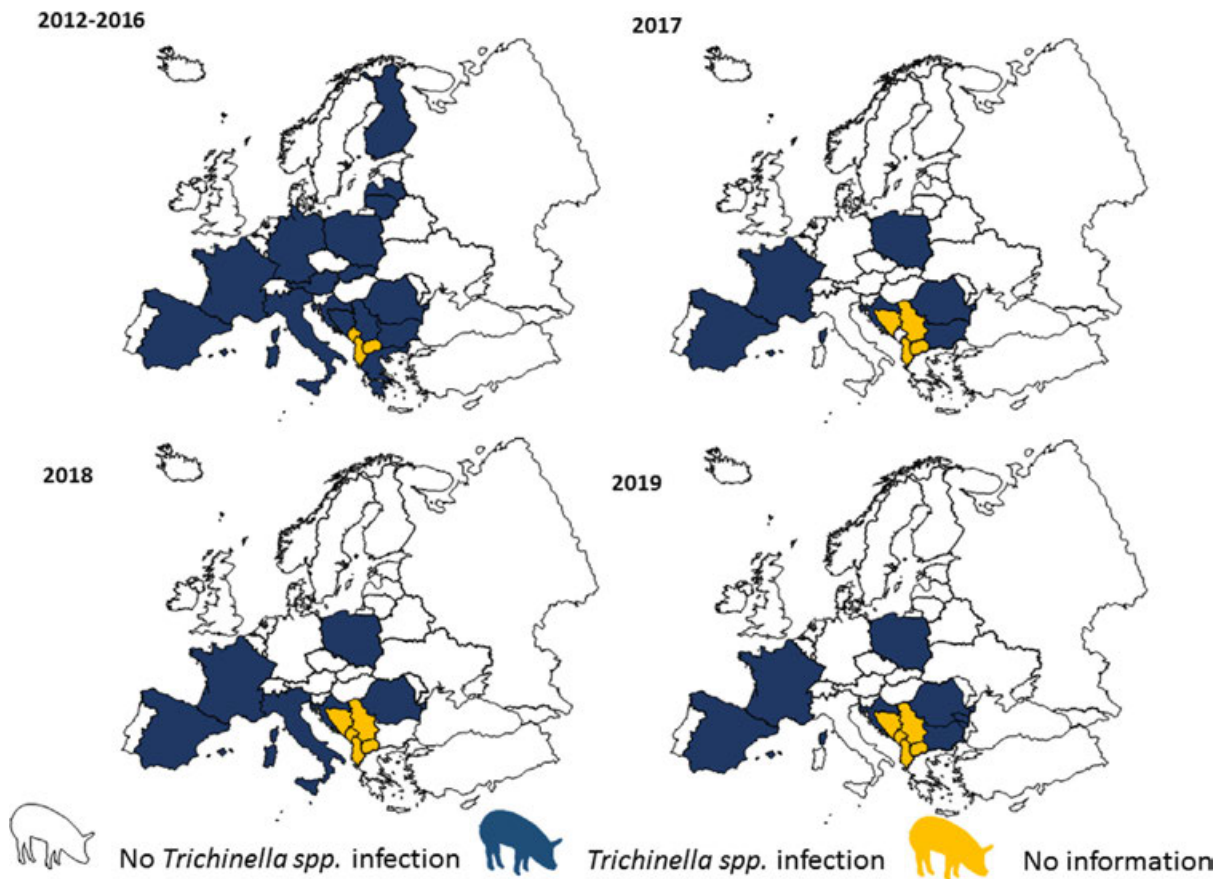 2012-2016
2017
2018
2019
No Trichinella spp. infection
Trichinella spp. infection
No information